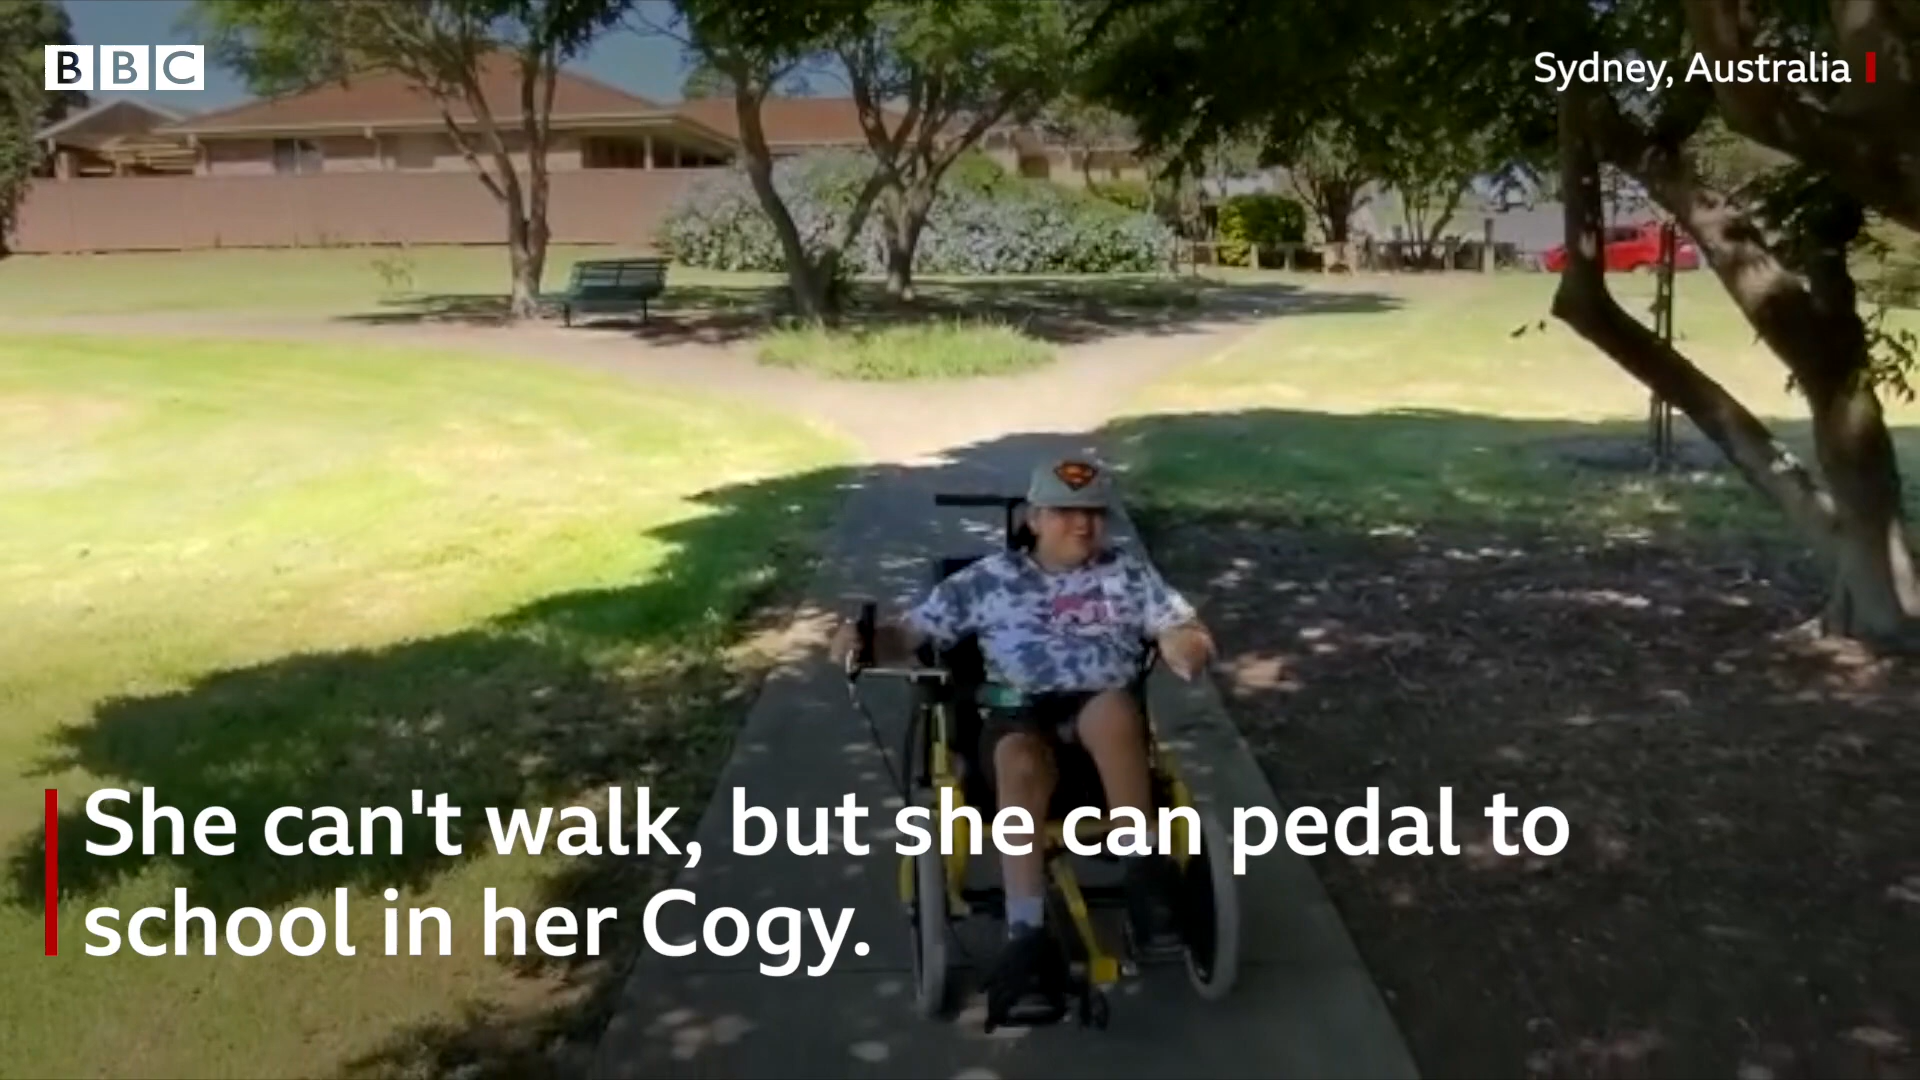 BBC
Sydney, Australia
She can't walk, but she can pedal to
school in her Cogy.